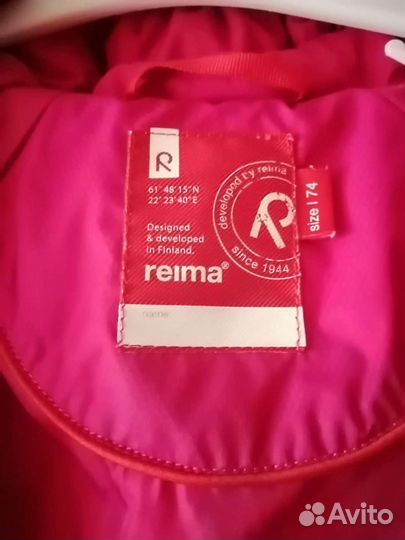 R
61° 48' 15" N
22° 23' 40" E
Designed
& developed
in Finland.
reima®
name:
developed by reima
R
since 1944
size | 74
Avito